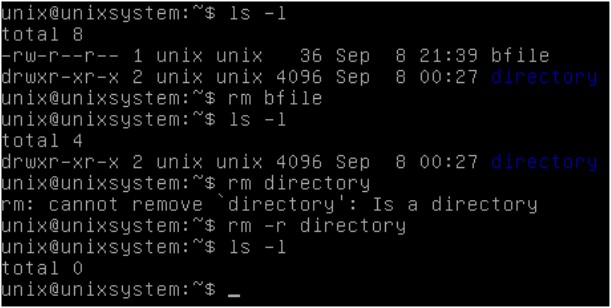 unix@unixsystem:~$ ls -l
total 8
-rw-r--r-- 1 unix unix   36 Sep  8 21:39 bfile
drwxr-xr-x 2 unix unix 4096 Sep  8 00:27 directory
unix@unixsystem:~$ rm bfile
unix@unixsystem:~$ ls -l
total 4
drwxr-xr-x 2 unix unix 4096 Sep  8 00:27 directory
unix@unixsystem:~$ rm directory
rm: cannot remove `directory': Is a directory
unix@unixsystem:~$ rm -r directory
unix@unixsystem:~$ ls -l
total 0
unix@unixsystem:~$ _